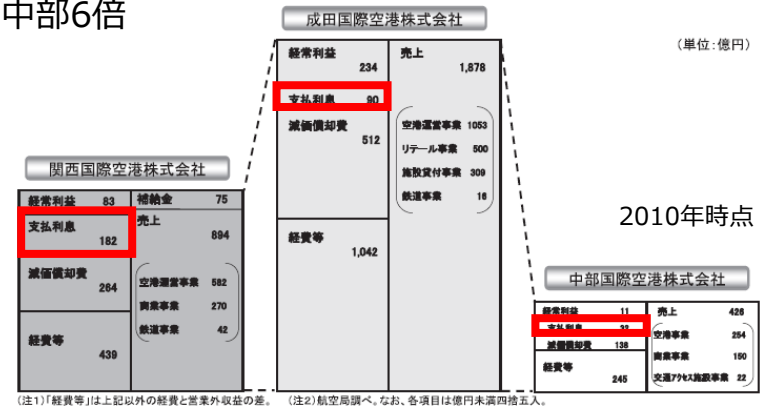 中部6倍
成田国際空港株式会社
(単位:億円)
経常利益 234
支払利息 90
減価償却費 512
経費等 1,042
売上 1,878
空港運営事業 1053
リテール事業 500
施設貸付事業 309
鉄道事業 16
関西国際空港株式会社
経常利益 83
支払利息 182
減価償却費 264
経費等 439
補給金 75
売上 894
空港運営事業 582
商業事業 270
鉄道事業 42
2010年時点
中部国際空港株式会社
経常利益 11
支払利息 32
減価償却費 138
経費等 245
売上 426
空港事業 254
商業事業 150
交通アクセス施設事業 22
(注1)「経費等」は上記以外の経費と営業外収益の差。 (注2)航空局調べ。なお、各項目は億円未満四捨五入。